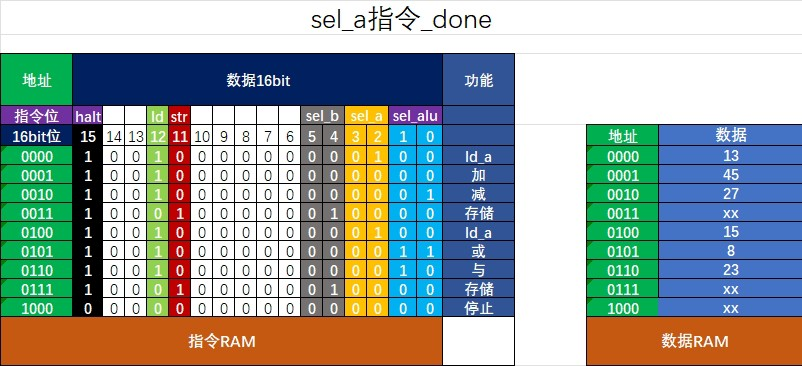 sel_a指令_done
地址 数据16bit 功能
指令位 halt ld str sel_b sel_a sel_alu
16bit位 15 14 13 12 11 10 9 8 7 6 5 4 3 2 1 0 地址 数据
0000 1 0 0 1 0 0 0 0 0 0 0 0 0 1 0 0 ld_a 0000 13
0001 1 0 0 1 0 0 0 0 0 0 0 0 0 0 0 0 加 0001 45
0010 1 0 0 1 0 0 0 0 0 0 0 0 0 0 0 1 减 0010 27
0011 1 0 0 0 1 0 0 0 0 0 0 1 0 0 0 0 存储 0011 xx
0100 1 0 0 1 0 0 0 0 0 0 0 0 0 1 0 0 ld_a 0100 15
0101 1 0 0 1 0 0 0 0 0 0 0 0 0 0 1 1 或 0101 8
0110 1 0 0 1 0 0 0 0 0 0 0 0 0 0 1 0 与 0110 23
0111 1 0 0 0 1 0 0 0 0 0 0 1 0 0 0 0 存储 0111 xx
1000 0 0 0 0 0 0 0 0 0 0 0 0 0 0 0 0 停止 1000 xx
指令RAM 数据RAM